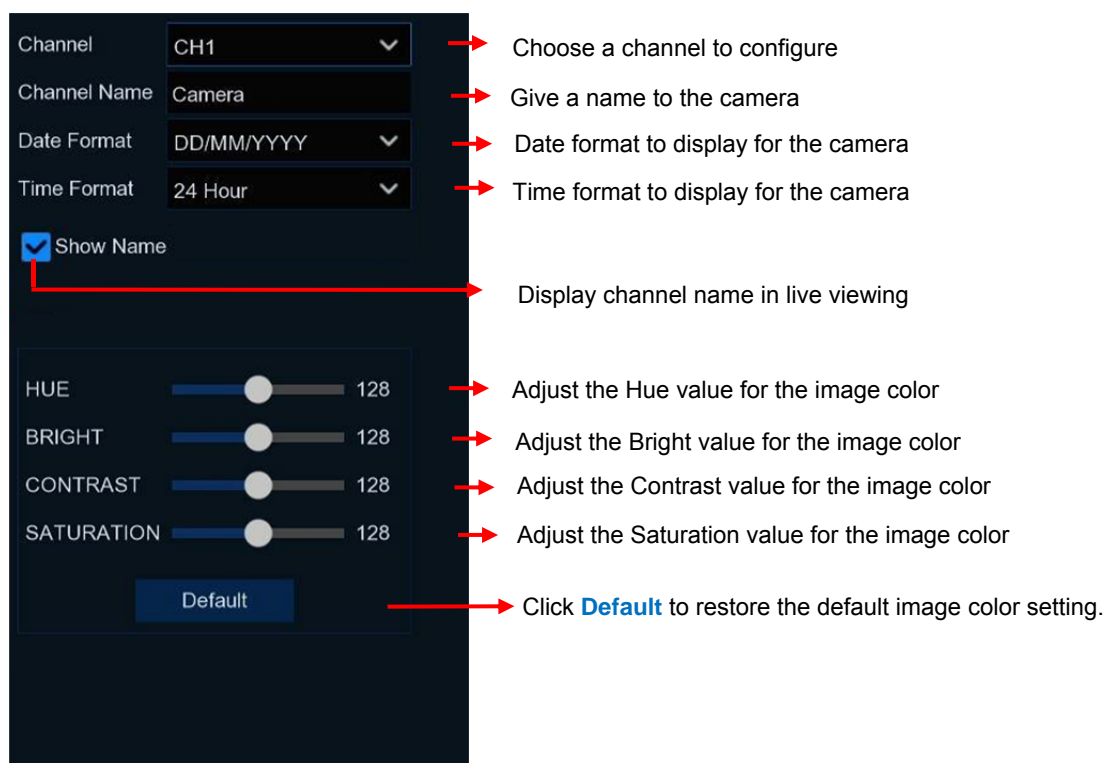 Channel CH1 Choose a channel to configure
Channel Name Camera Give a name to the camera
Date Format DD/MM/YYYY Date format to display for the camera
Time Format 24 Hour Time format to display for the camera
Show Name
Display channel name in live viewing
HUE 128 Adjust the Hue value for the image color
BRIGHT 128 Adjust the Bright value for the image color
CONTRAST 128 Adjust the Contrast value for the image color
SATURATION 128 Adjust the Saturation value for the image color
Default Click Default to restore the default image color setting.